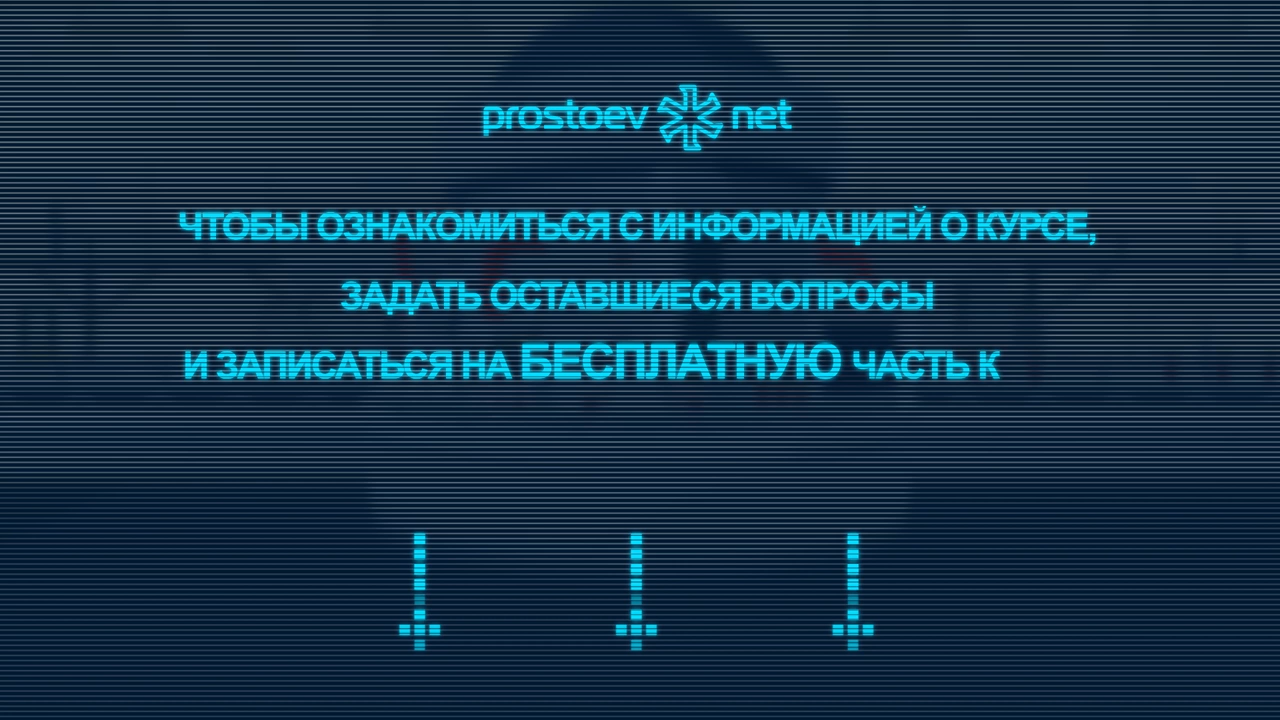 prostoev net
ЧТОБЫ ОЗНАКОМИТЬСЯ С ИНФОРМАЦИЕЙ О КУРСЕ,
ЗАДАТЬ ОСТАВШИЕСЯ ВОПРОСЫ
И ЗАПИСАТЬСЯ НА БЕСПЛАТНУЮ ЧАСТЬ К